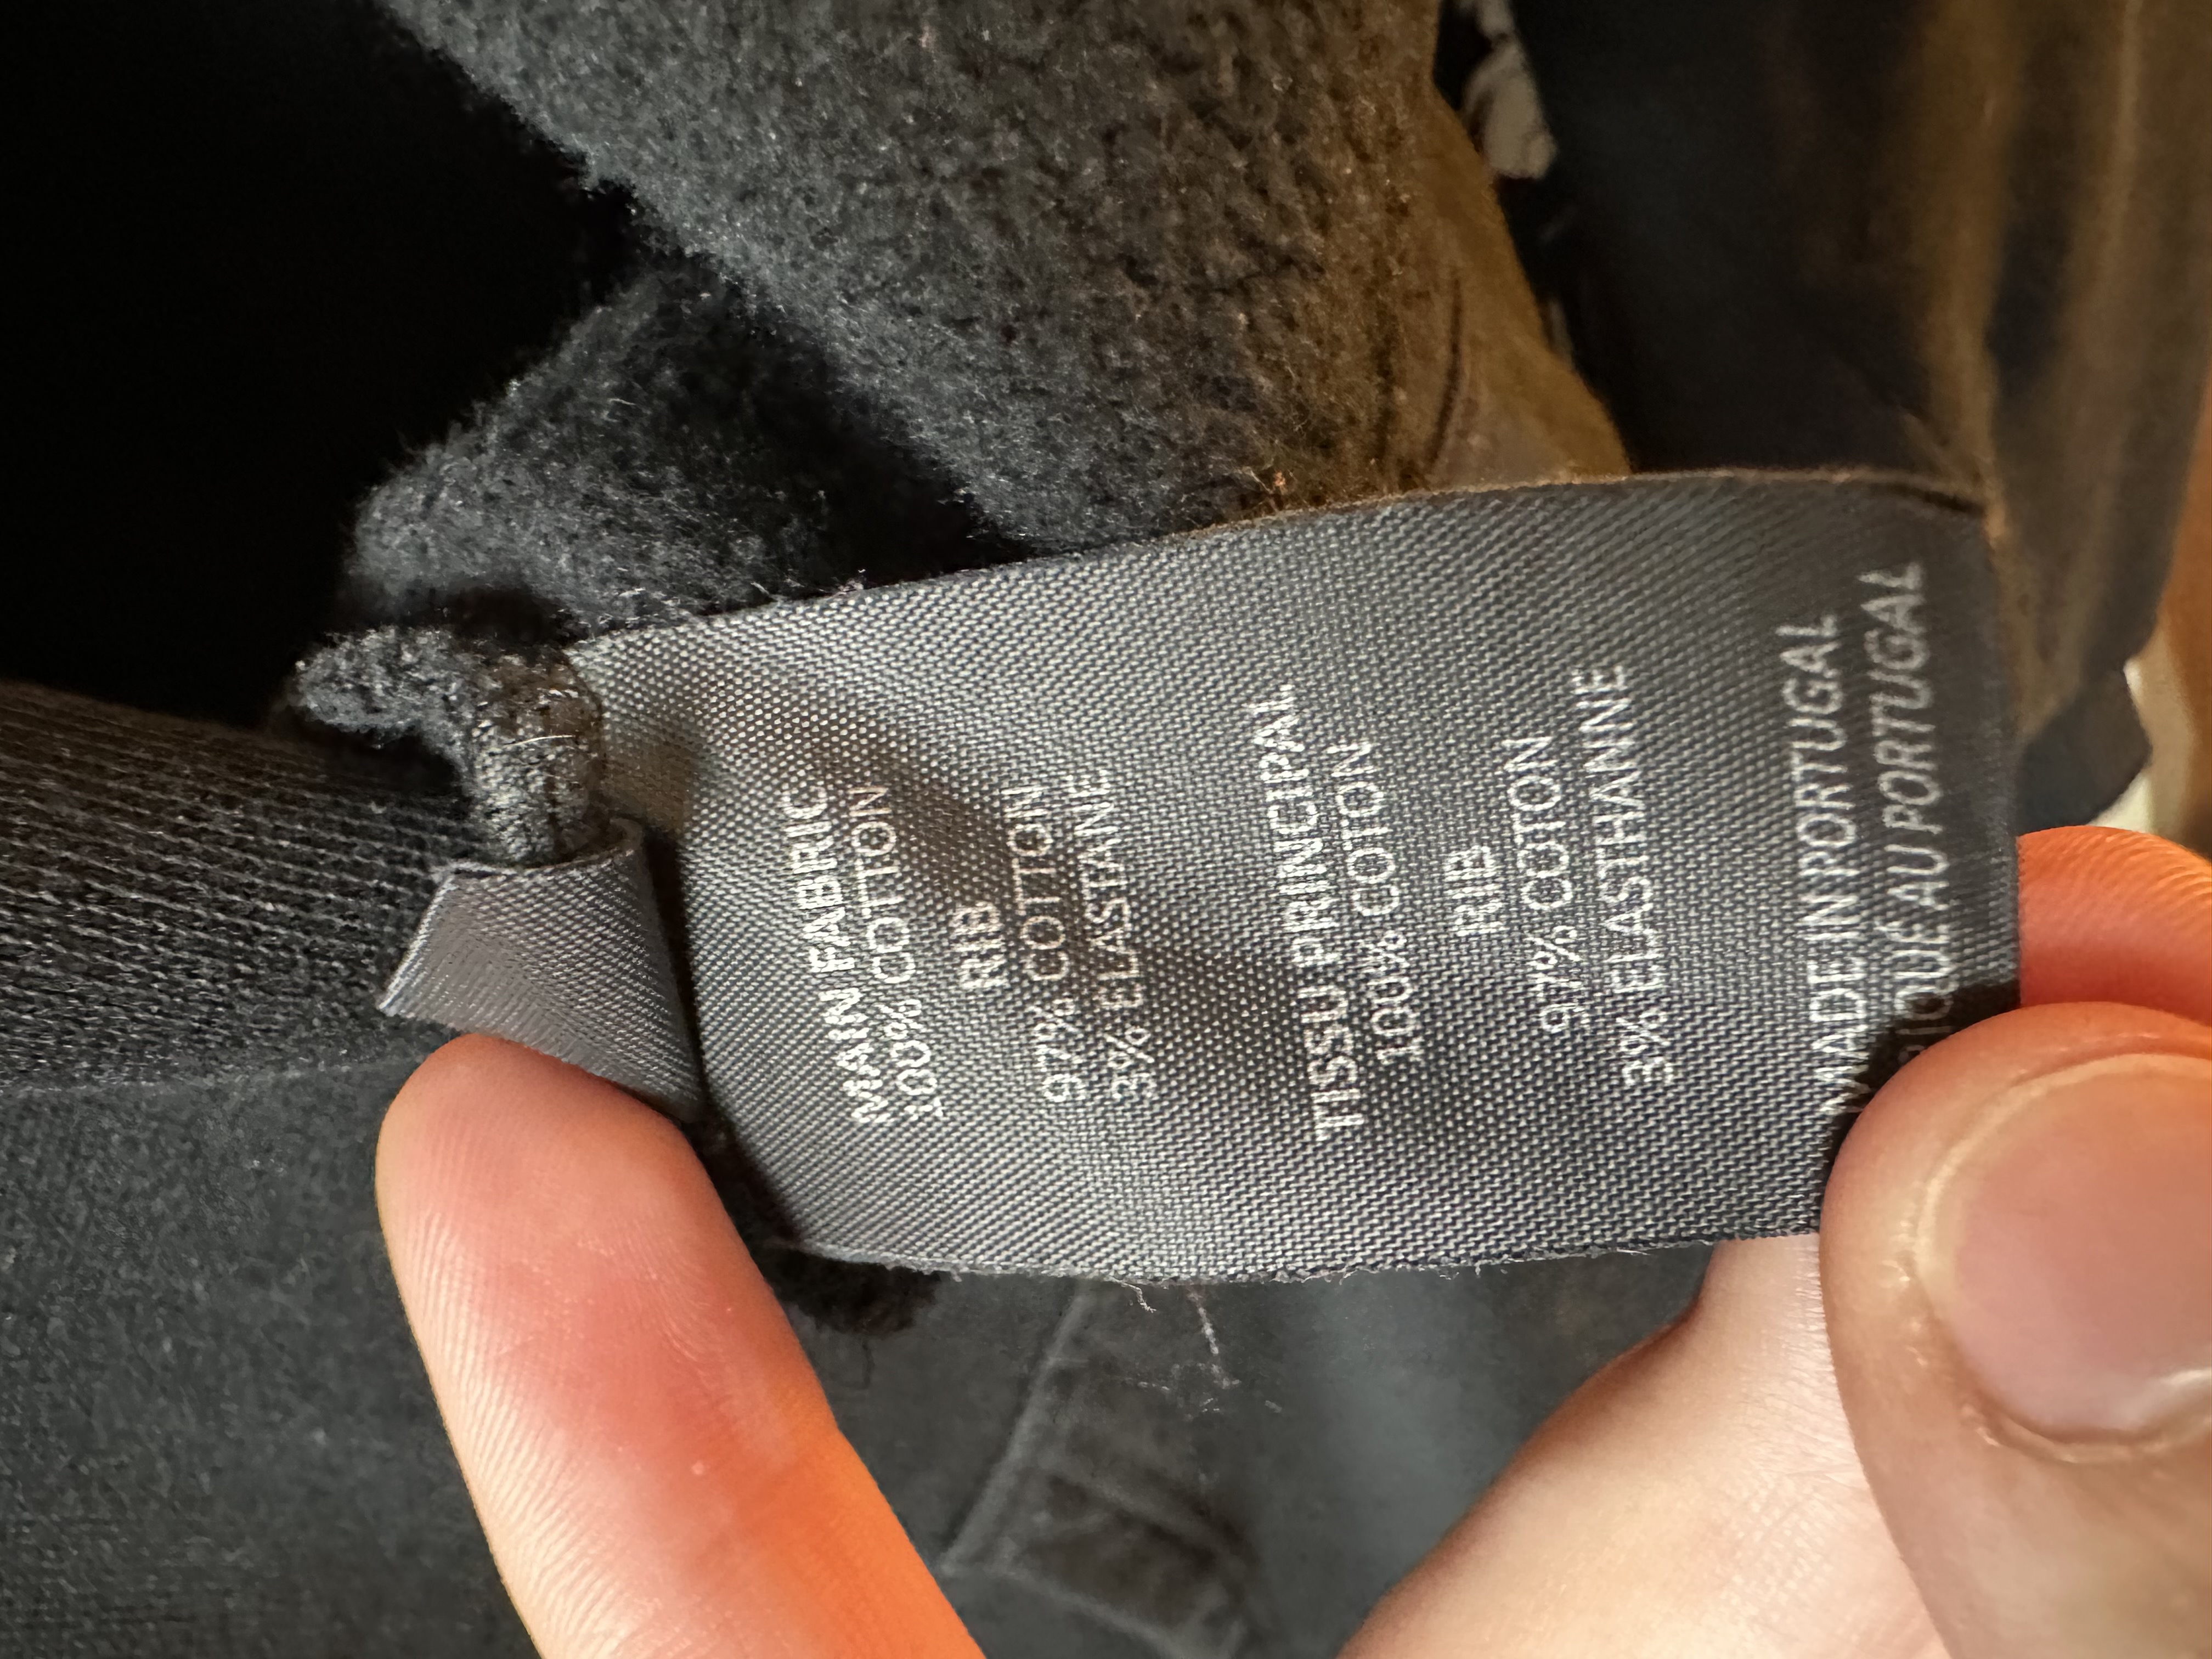 MAIN FABRIC
100% COTTON
RIB
97% COTTON
3% ELASTANE
TISSU PRINCIPAL
100% COTON
RIB
97% COTON
3% ELASTHANNE
MADE IN PORTUGAL
AU PORTUGAL